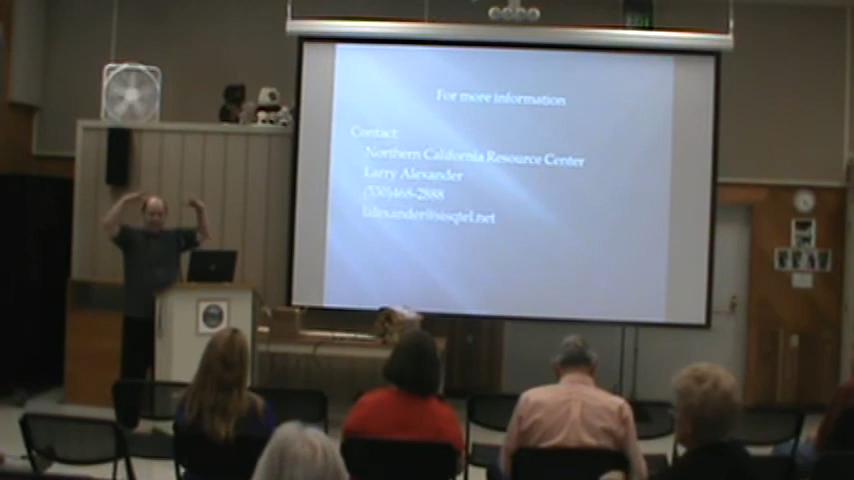 For more information
Contact
Northern California Resource Center
Larry Alexander
(530)468-2888
lalexander@sisqtel.net